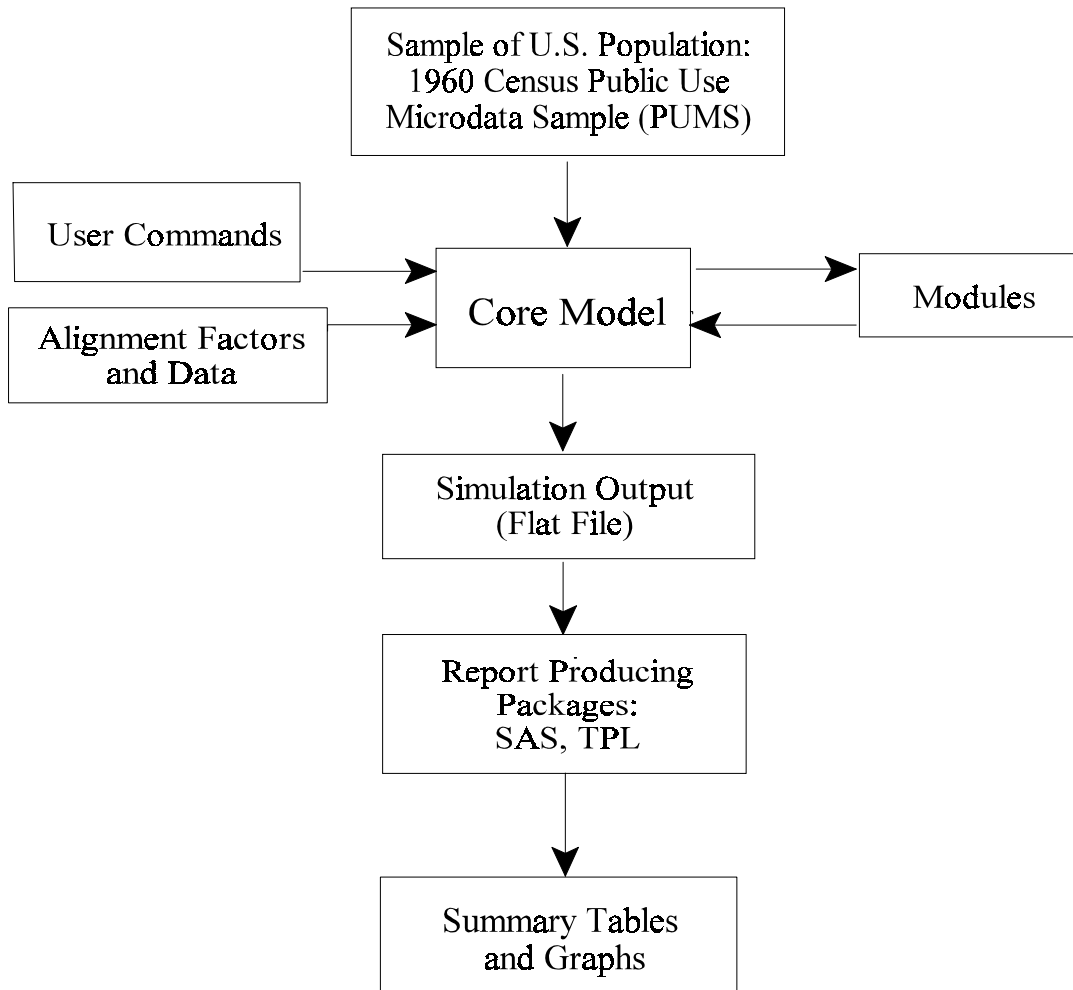 Sample of U.S. Population:
1960 Census Public Use
Microdata Sample (PUMS)
User Commands
Alignment Factors
and Data
Core Model
Modules
Simulation Output
(Flat File)
Report Producing
Packages:
SAS, TPL
Summary Tables
and Graphs